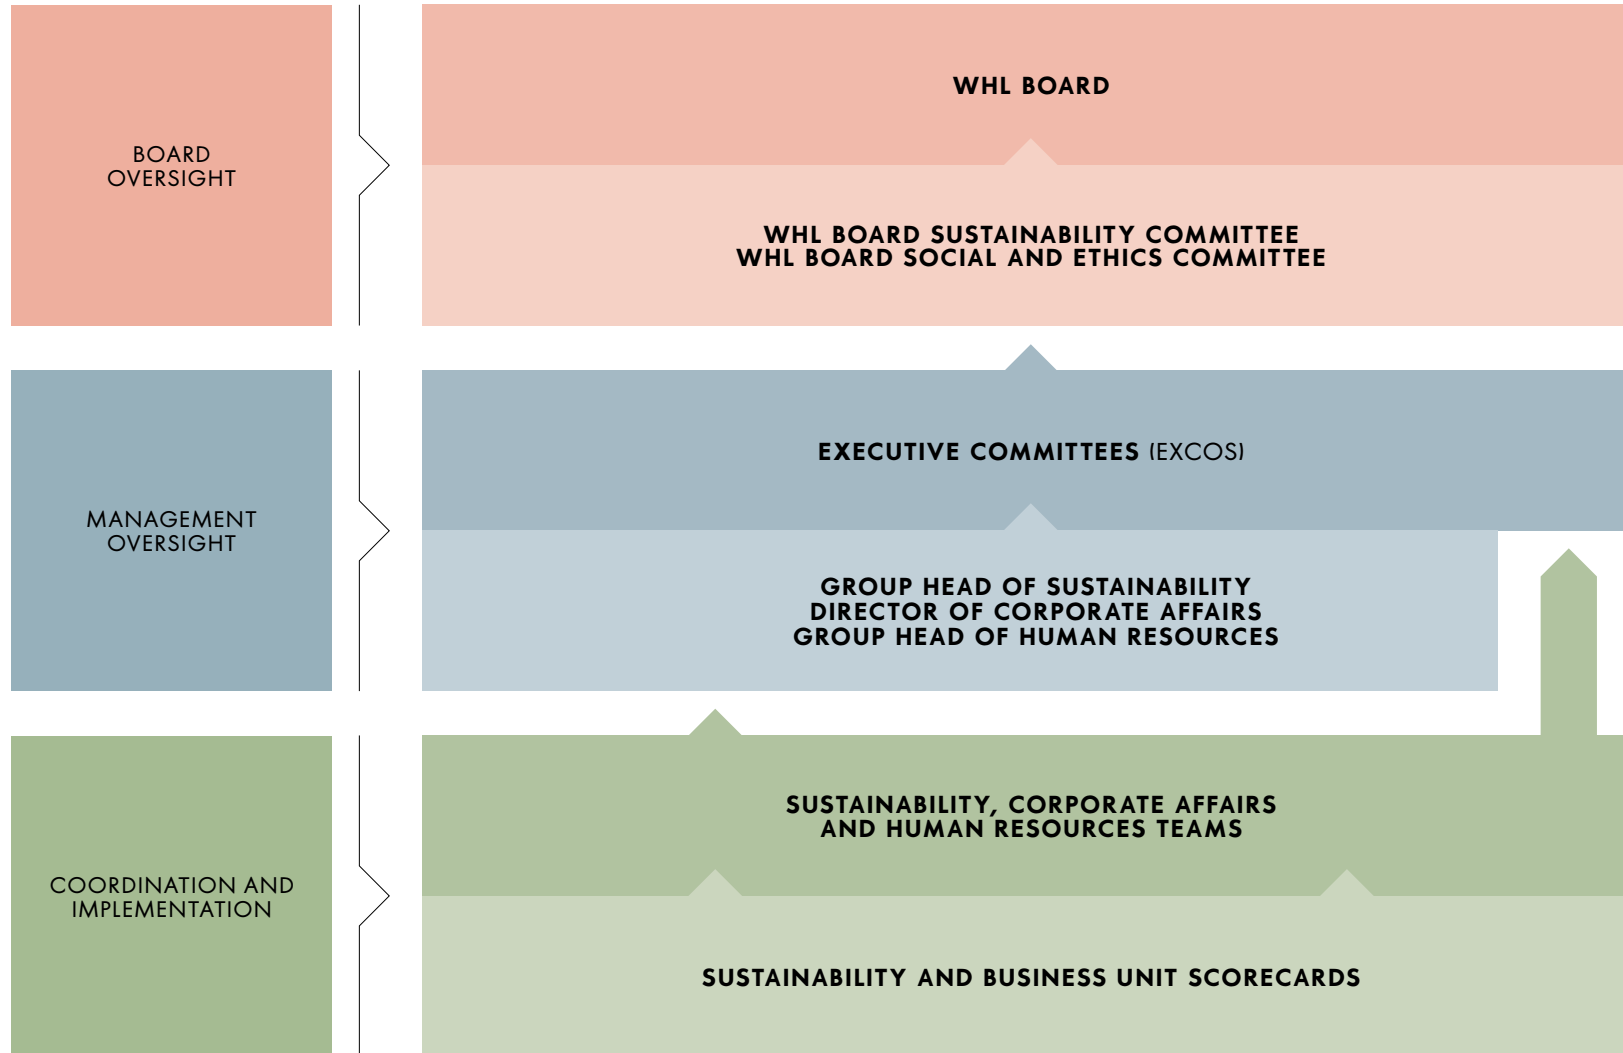 BOARD
OVERSIGHT
WHL BOARD
WHL BOARD SUSTAINABILITY COMMITTEE
WHL BOARD SOCIAL AND ETHICS COMMITTEE
MANAGEMENT
OVERSIGHT
EXECUTIVE COMMITTEES (EXCOS)
GROUP HEAD OF SUSTAINABILITY
DIRECTOR OF CORPORATE AFFAIRS
GROUP HEAD OF HUMAN RESOURCES
COORDINATION AND
IMPLEMENTATION
SUSTAINABILITY, CORPORATE AFFAIRS
AND HUMAN RESOURCES TEAMS
SUSTAINABILITY AND BUSINESS UNIT SCORECARDS